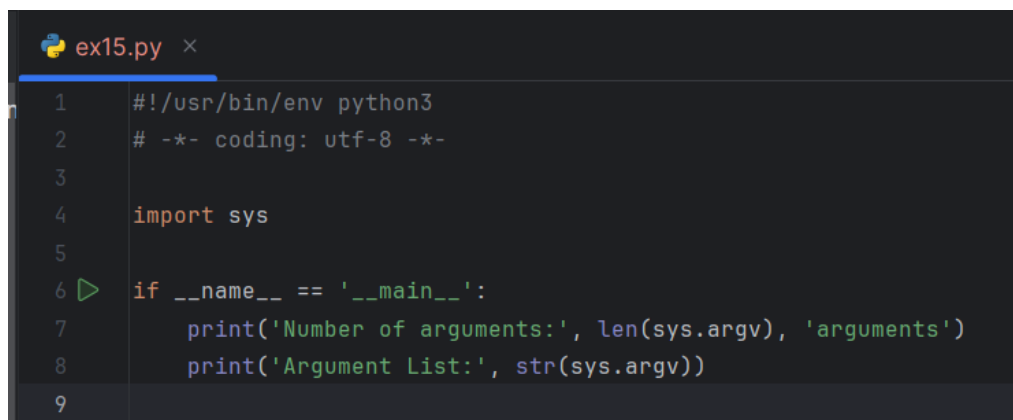 ex15.py ×
n
1 #!/usr/bin/env python3
2 # -*- coding: utf-8 -*-
3
4 import sys
5
6 if __name__ == '__main__':
7     print('Number of arguments:', len(sys.argv), 'arguments')
8     print('Argument List:', str(sys.argv))
9